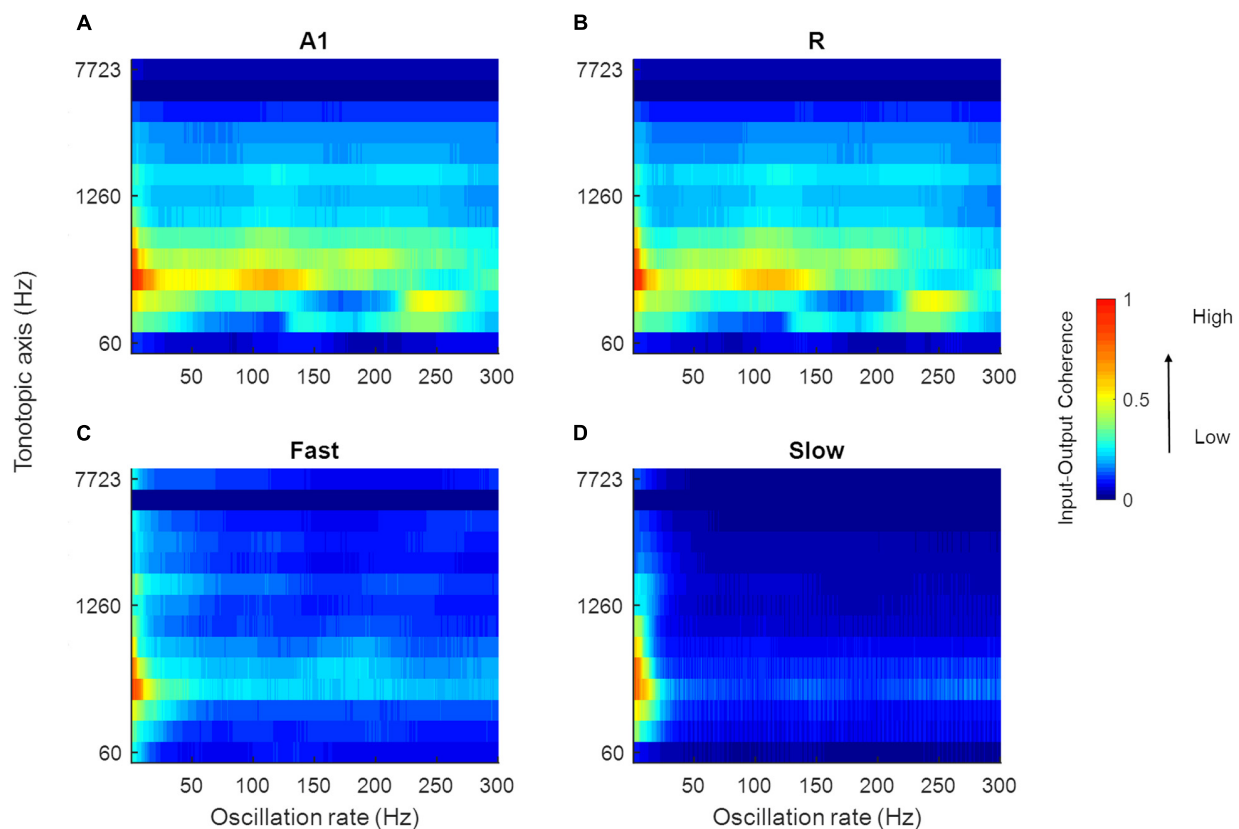 A
A1
B
R
Tonotopic axis (Hz)
7723
1260
60
50 100 150 200 250 300
7723
1260
60
50 100 150 200 250 300
C
Fast
D
Slow
7723
1260
60
50 100 150 200 250 300
Oscillation rate (Hz)
7723
1260
60
50 100 150 200 250 300
Oscillation rate (Hz)
Input-Output Coherence
1
0.5
0
High
Low